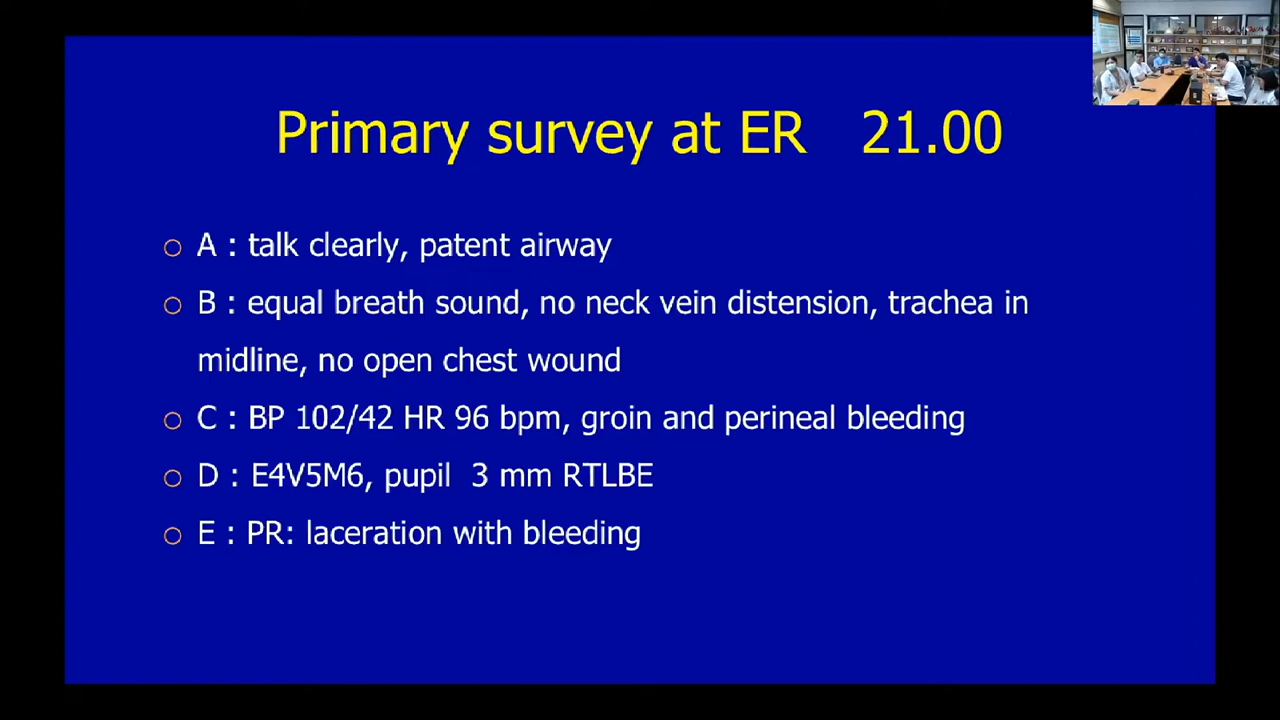 Primary survey at ER 21.00
A : talk clearly, patent airway
B : equal breath sound, no neck vein distension, trachea in
midline, no open chest wound
C : BP 102/42 HR 96 bpm, groin and perineal bleeding
D : E4V5M6, pupil 3 mm RTLBE
E : PR: laceration with bleeding